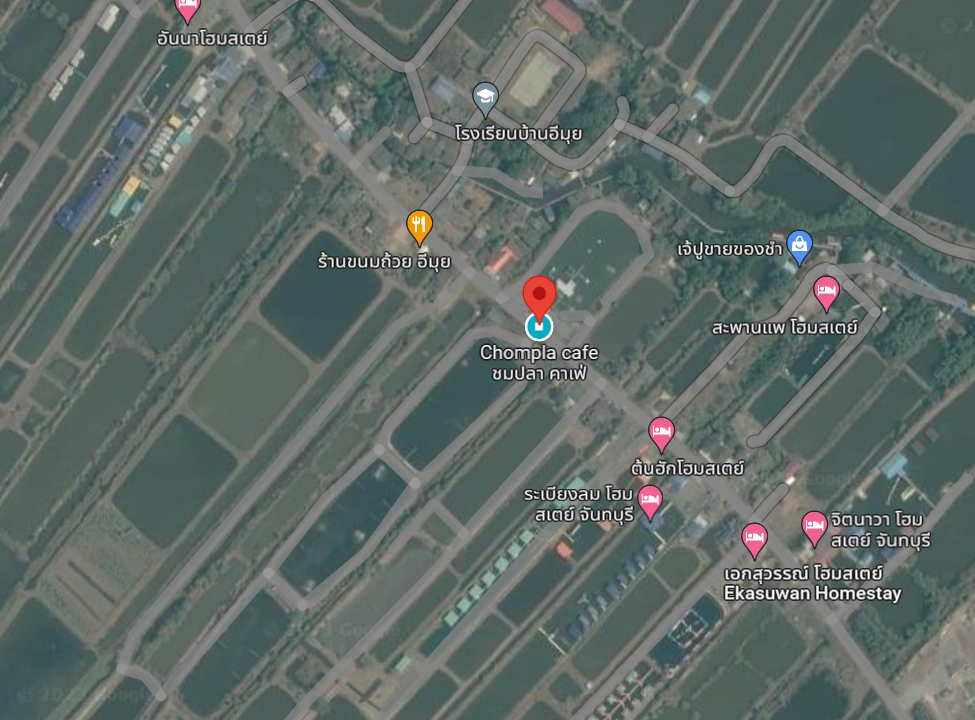 อันนาโฮมสเตย์
โรงเรียนบ้านอีมุย
ร้านขนมถ้วย อีมุย
เจ้ปูขายของชำ
สะพานแพ โฮมสเตย์
Chompla cafe
ชมปลา คาเฟ่
ต้นฮักโฮมสเตย์
ระเบียงลม โฮม
สเตย์ จันทบุรี
จิตนาวา โฮม
สเตย์ จันทบุรี
เอกสุวรรณ์ โฮมสเตย์
Ekasuwan Homestay